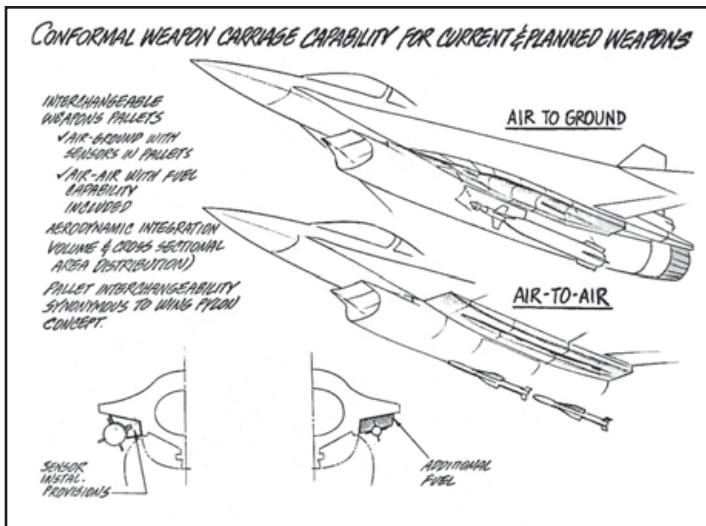 CONFORMAL WEAPON CARRIAGE CAPABILITY FOR CURRENT & PLANNED WEAPONS
INTERCHANGEABLE
WEAPONS PALLETS
✓AIR-GROUND WITH
SENSORS IN PALLETS
✓AIR-AIR WITH FUEL
CAPABILITY
INCLUDED
AERODYNAMIC INTEGRATION
VOLUME & CROSS SECTIONAL
AREA DISTRIBUTION)
PALLET INTERCHANGEABILITY
SYNONYMOUS TO WING PYLON
CONCEPT.
AIR TO GROUND
AIR-TO-AIR
SENSOR
INSTAL.
PROVISIONS
ADDITIONAL
FUEL